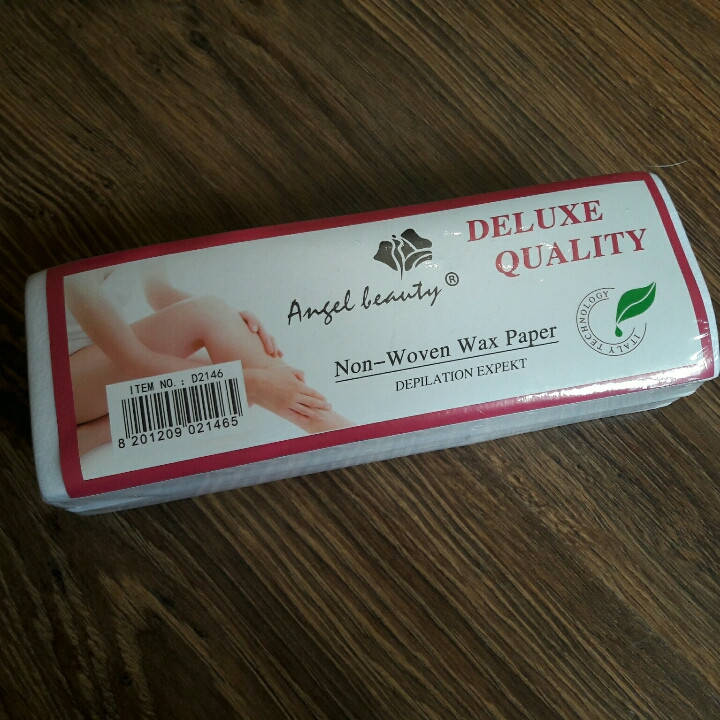 DELUXE
QUALITY
Angel beauty®
Non-Woven Wax Paper
DEPILATION EXPEKT
ITALY TECHNOLOGY
ITEM NO.: D2146
8 201209 021465